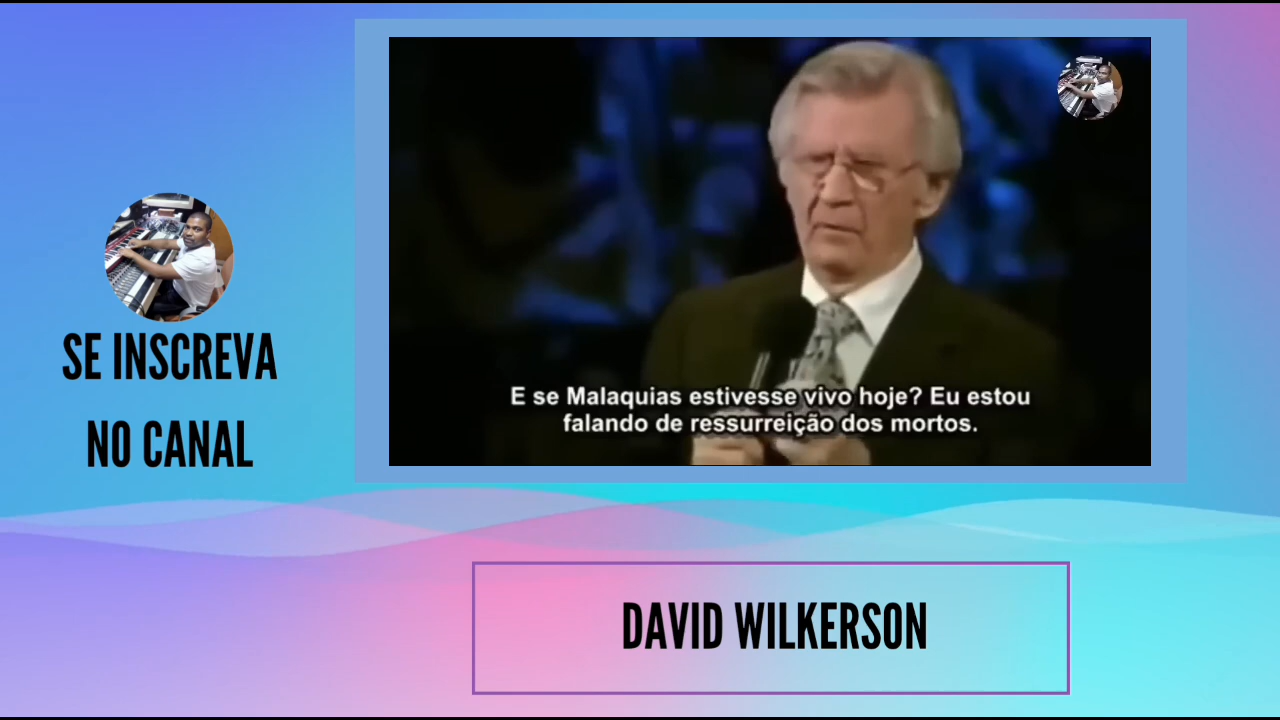 E se Malaquias estivesse vivo hoje? Eu estou
falando de ressurreição dos mortos.
SE INSCREVA
NO CANAL
DAVID WILKERSON